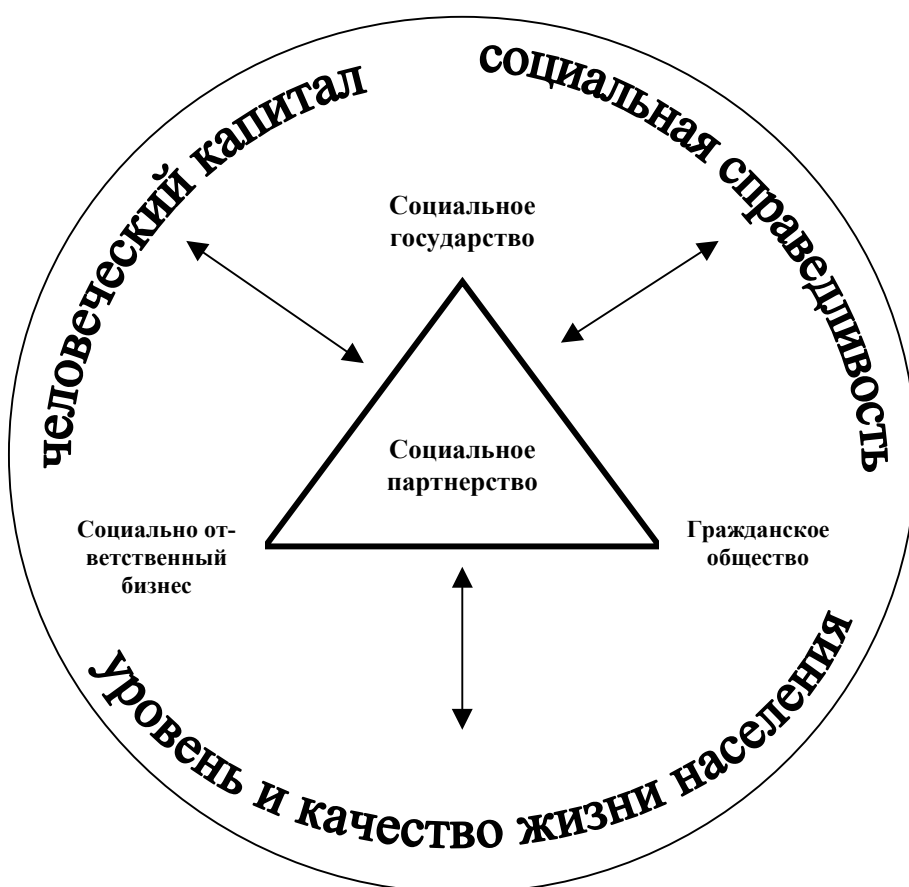 человеческий капитал
социальная справедливость
Социальное
государство
Социальное
партнерство
Социально от-
ветственный
бизнес
Гражданское
общество
уровень и качество жизни населения